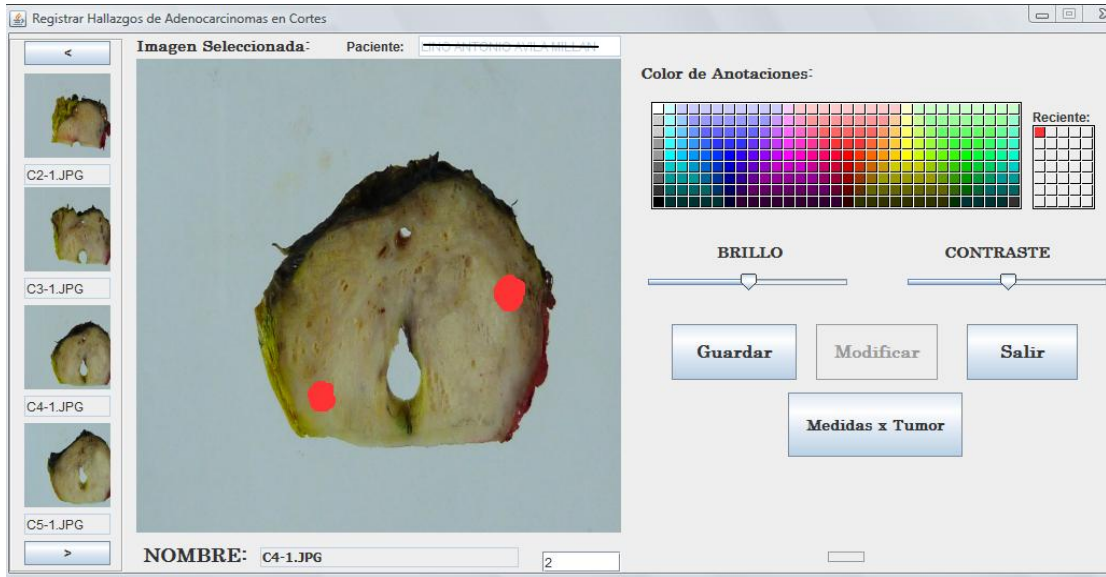 Registrar Hallazgos de Adenocarcinomas en Cortes
<
Imagen Seleccionada:
Paciente:
C2-1.JPG
C3-1.JPG
C4-1.JPG
C5-1.JPG
>
NOMBRE:
C4-1.JPG
2
Color de Anotaciones:
Reciente:
BRILLO
CONTRASTE
Guardar
Modificar
Salir
Medidas x Tumor